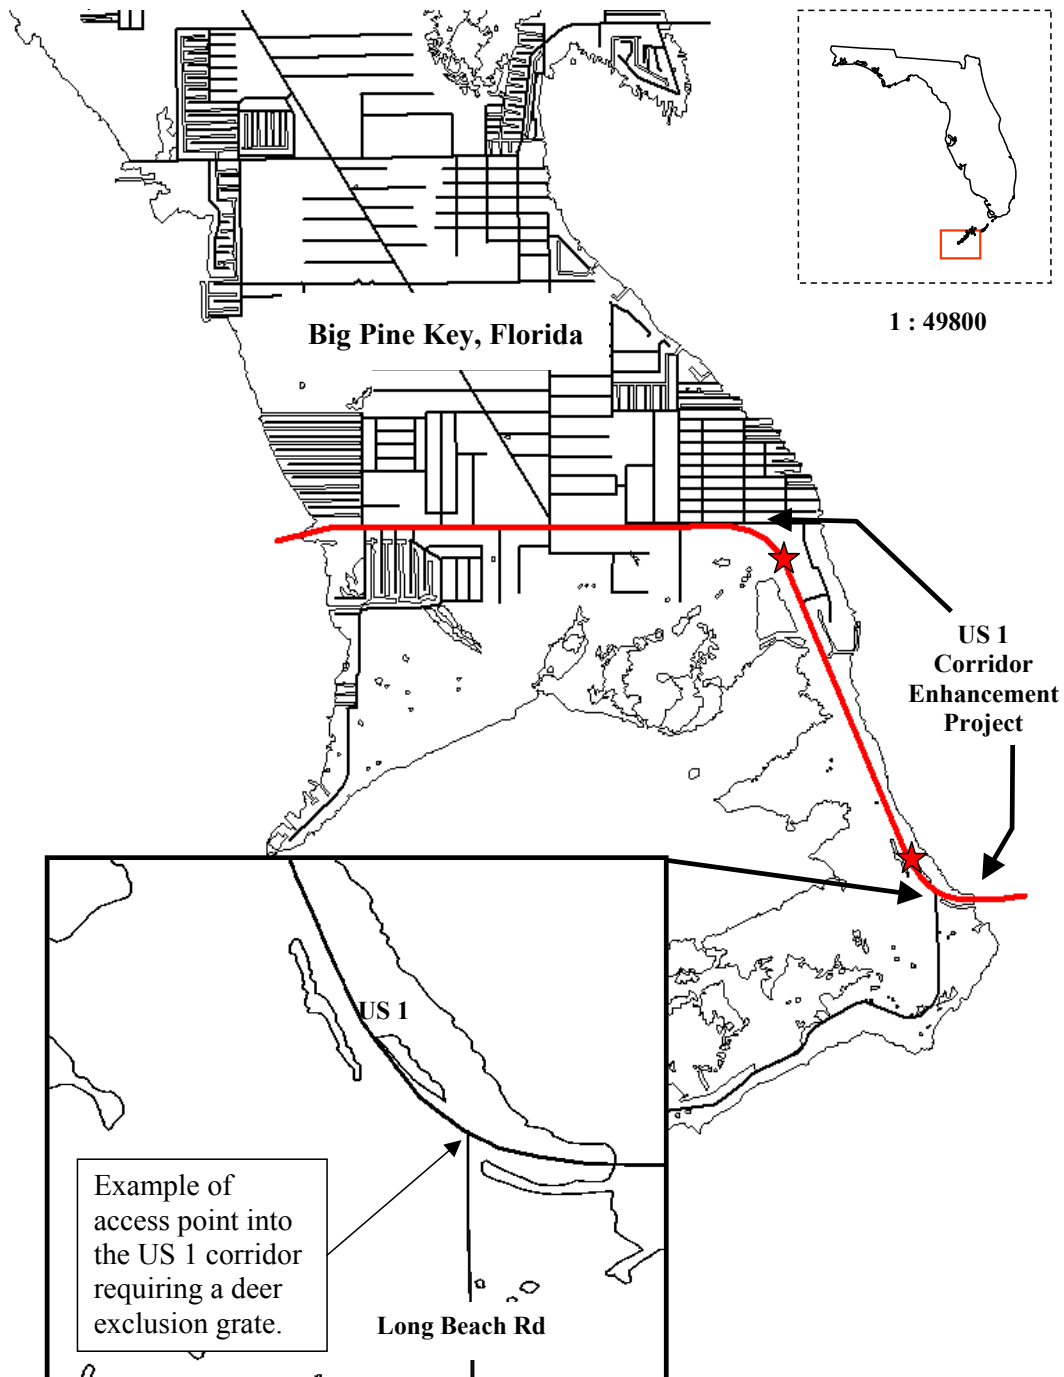 Big Pine Key, Florida
1 : 49800
US 1
Corridor
Enhancement
Project
US 1
Example of
access point into
the US 1 corridor
requiring a deer
exclusion grate.
Long Beach Rd